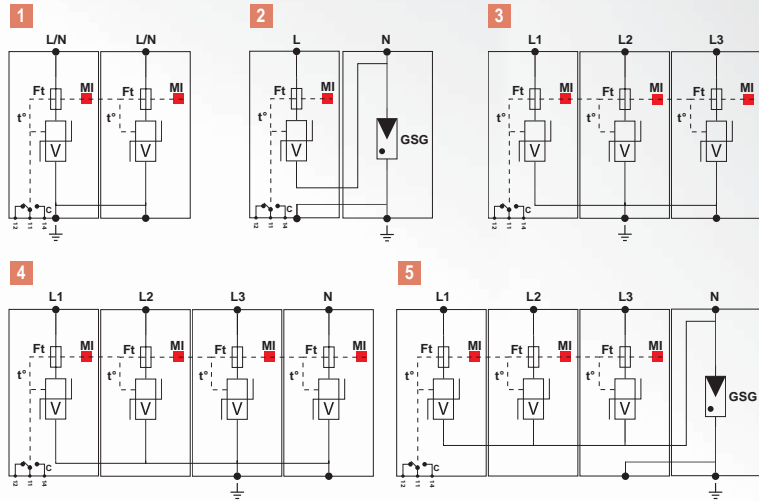 1
L/N L/N
Ft MI Ft MI
t° t°
V V
C
12 11 14
2
L N
Ft MI
t°
GSG
V
C
12 11 14
3
L1 L2 L3
Ft MI Ft MI Ft MI
t° t° t°
V V V
C
12 11 14
4
L1 L2 L3 N
Ft MI Ft MI Ft MI Ft MI
t° t° t° t°
V V V V
C
12 11 14
5
L1 L2 L3 N
Ft MI Ft MI Ft MI
t° t° t°
GSG
V V V
C
12 11 14